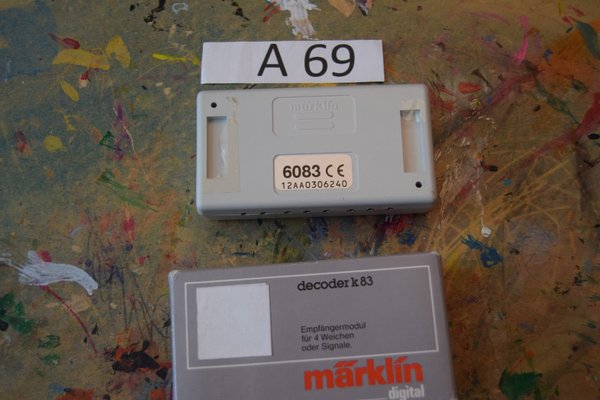 A 69
märklin
6083 CE
12AA0306240
decoder k 83
Empfängermodul
für 4 Weichen
oder Signale.
märklin
digital